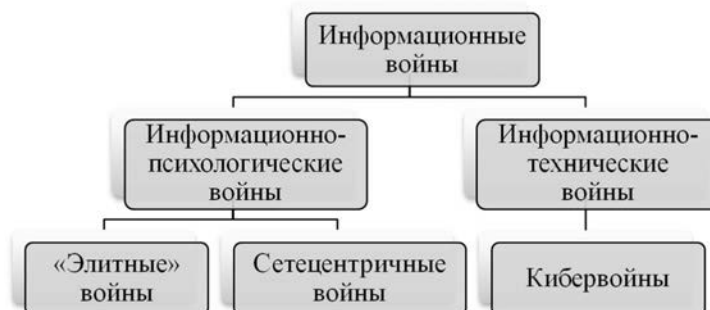 Информационные
войны
Информационно-
психологические
войны
Информационно-
технические
войны
«Элитные»
войны
Сетецентричные
войны
Кибервойны